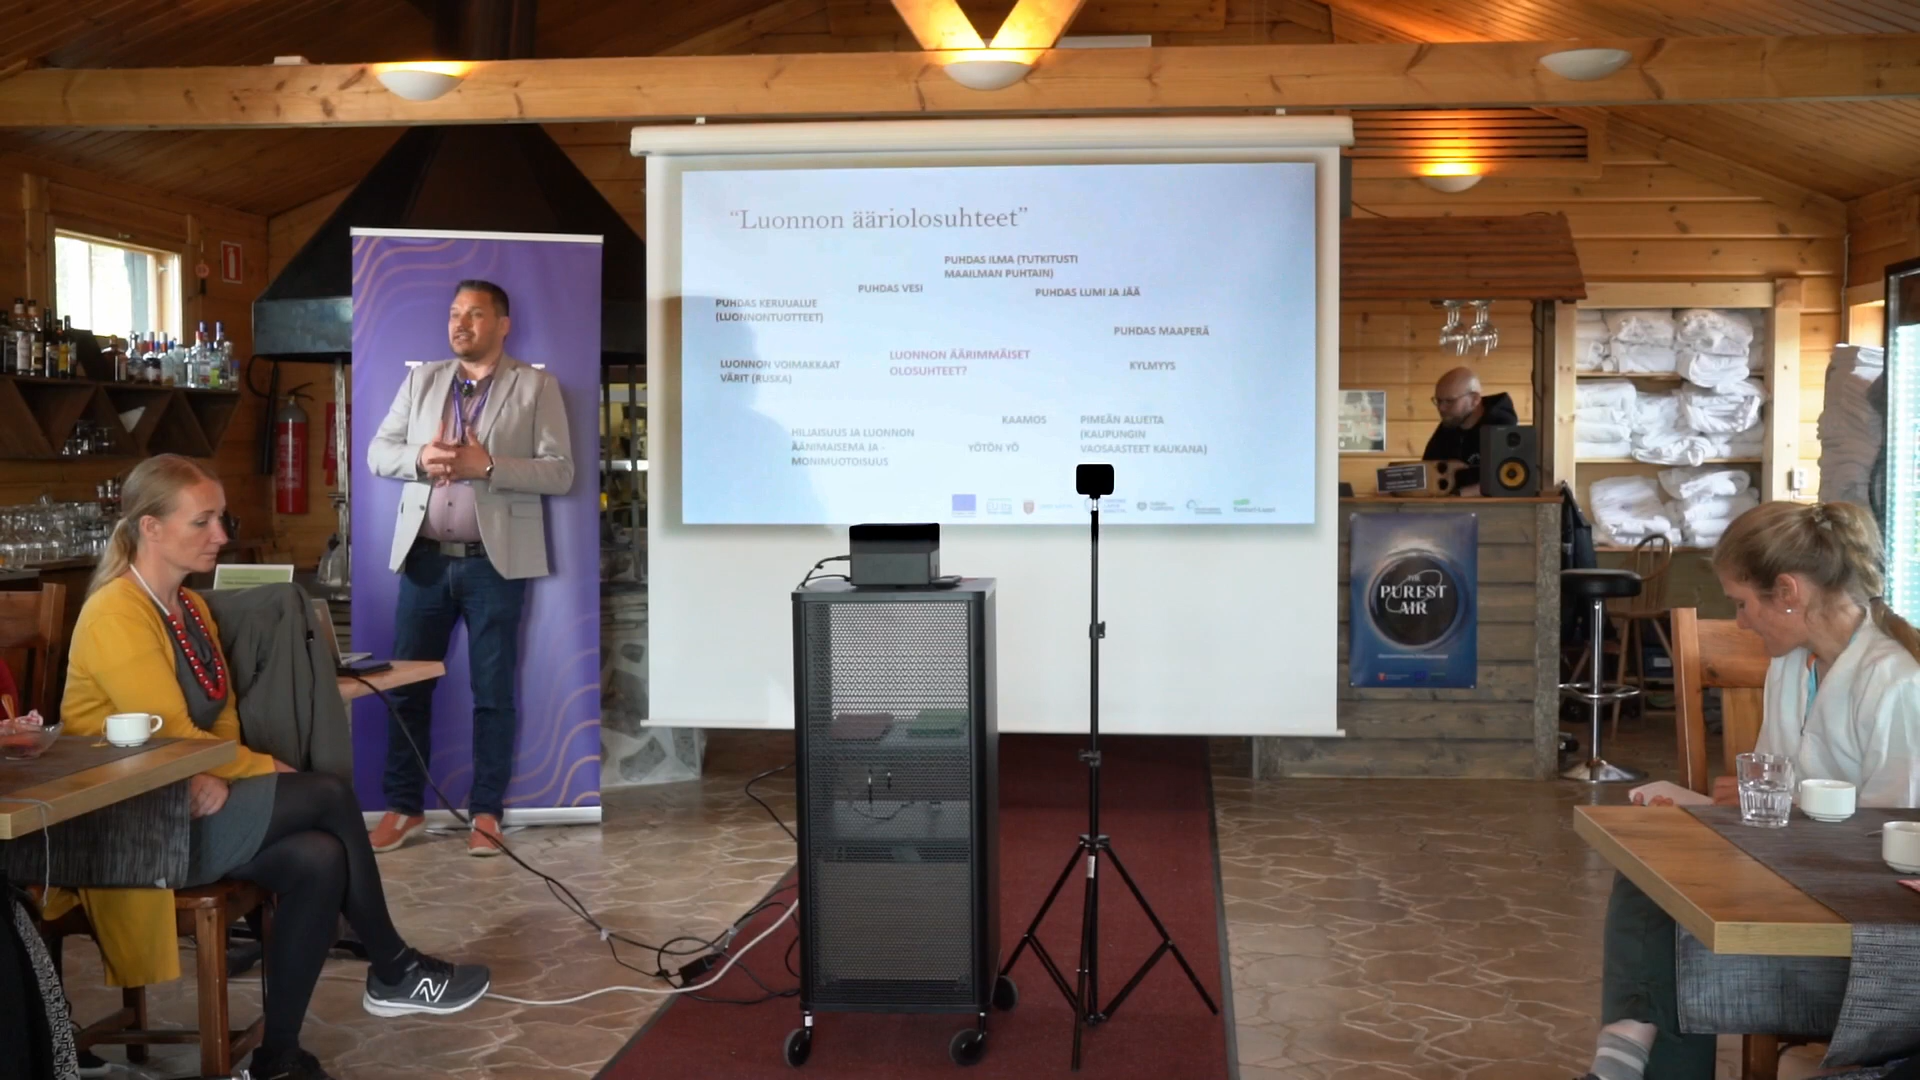 “Luonnon ääriolosuhteet”
PUHDAS ILMA (TUTKITUSTI
MAAILMAN PUHTAIN)
PUHDAS VESI
PUHDAS LUMI JA JÄÄ
PUHDAS KERUUALUE
(LUONNONTUOTTEET)
PUHDAS MAAPERÄ
LUONNON VOIMAKKAAT
VÄRIT (RUSKA)
LUONNON ÄÄRIMMÄISET
OLOSUHTEET?
KYLMYYS
HILJAISUUS JA LUONNON
ÄÄNIMAISEMA JA -
MONIMUOTOISUUS
KAAMOS
YÖTÖN YÖ
PIMEÄN ALUEITA
(KAUPUNGIN
VAOSAASTEET KAUKANA)
THE
PUREST
AIR
N